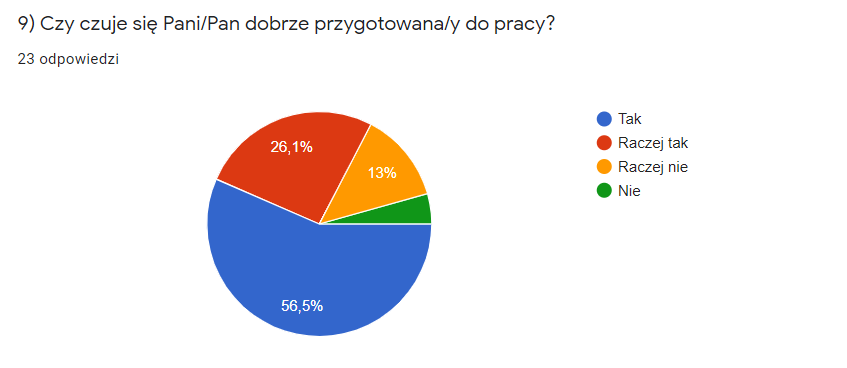 9) Czy czuje się Pani/Pan dobrze przygotowana/y do pracy?
23 odpowiedzi
Tak
Raczej tak
Raczej nie
Nie
26,1%
13%
56,5%